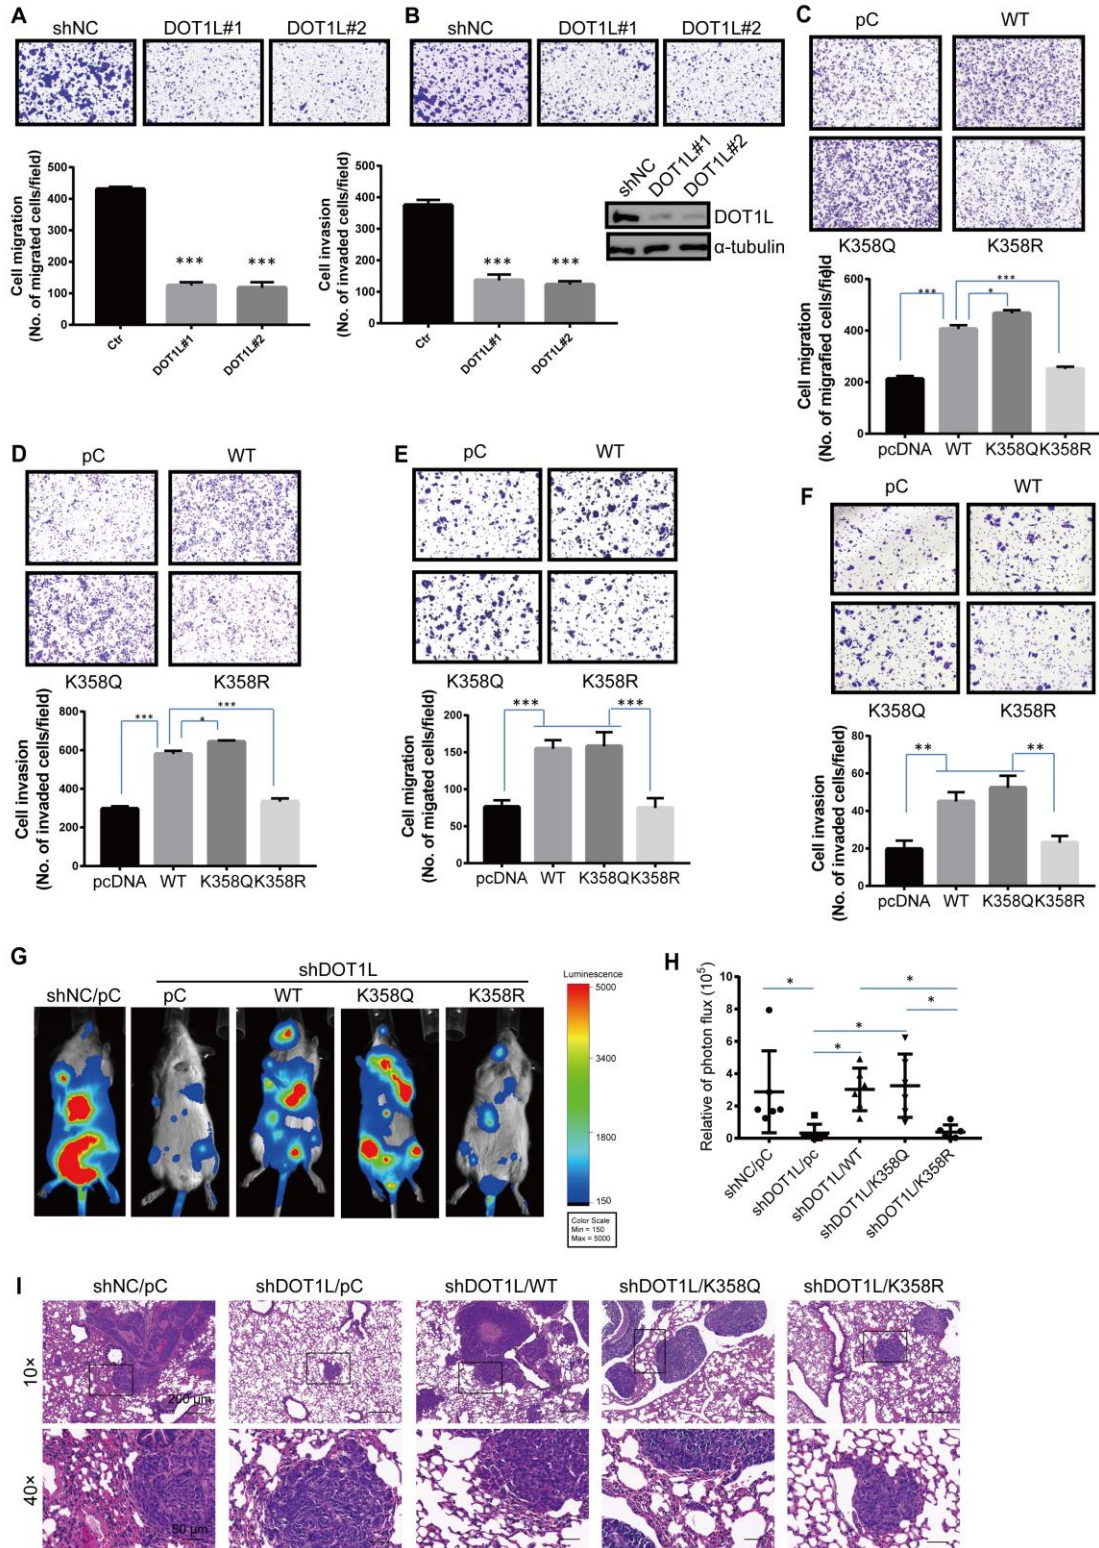 A
shNC DOT1L#1 DOT1L#2
Cell migration
(No. of migrated cells/field)
500
400
300
200
100
0
*** ***
Ctr DOT1L#1 DOT1L#2
B
shNC DOT1L#1 DOT1L#2
Cell invasion
(No. of invaded cells/field)
500
400
300
200
100
0
*** ***
Ctr DOT1L#1 DOT1L#2
shNC DOT1L#1 DOT1L#2
DOT1L
α-tubulin
C
pC WT
K358Q K358R
Cell migration
(No. of migrafied cells/field)
600
400
200
0
*** * ***
pcDNA WT K358Q K358R
D
pC WT
K358Q K358R
Cell invasion
(No. of invaded cells/field)
800
600
400
200
0
*** * ***
pcDNA WT K358Q K358R
E
pC WT
K358Q K358R
Cell migration
(No. of migated cells/field)
200
150
100
50
0
*** ***
pcDNA WT K358Q K358R
F
pC WT
K358Q K358R
Cell invasion
(No. of invaded cells/field)
80
60
40
20
0
** **
pcDNA WT K358Q K358R
G
shDOT1L
shNC/pC pC WT K358Q K358R
Luminescence
5000
3400
1800
150
Color Scale
Min = 150
Max = 5000
H
Relative of photon flux (10⁵)
10
8
6
4
2
0
* * * * *
shNC/pC shDOT1L/pc shDOT1L/WT shDOT1L/K358Q shDOT1L/K358R
I
shNC/pC shDOT1L/pC shDOT1L/WT shDOT1L/K358Q shDOT1L/K358R
10×
200 μm
40×
50 μm